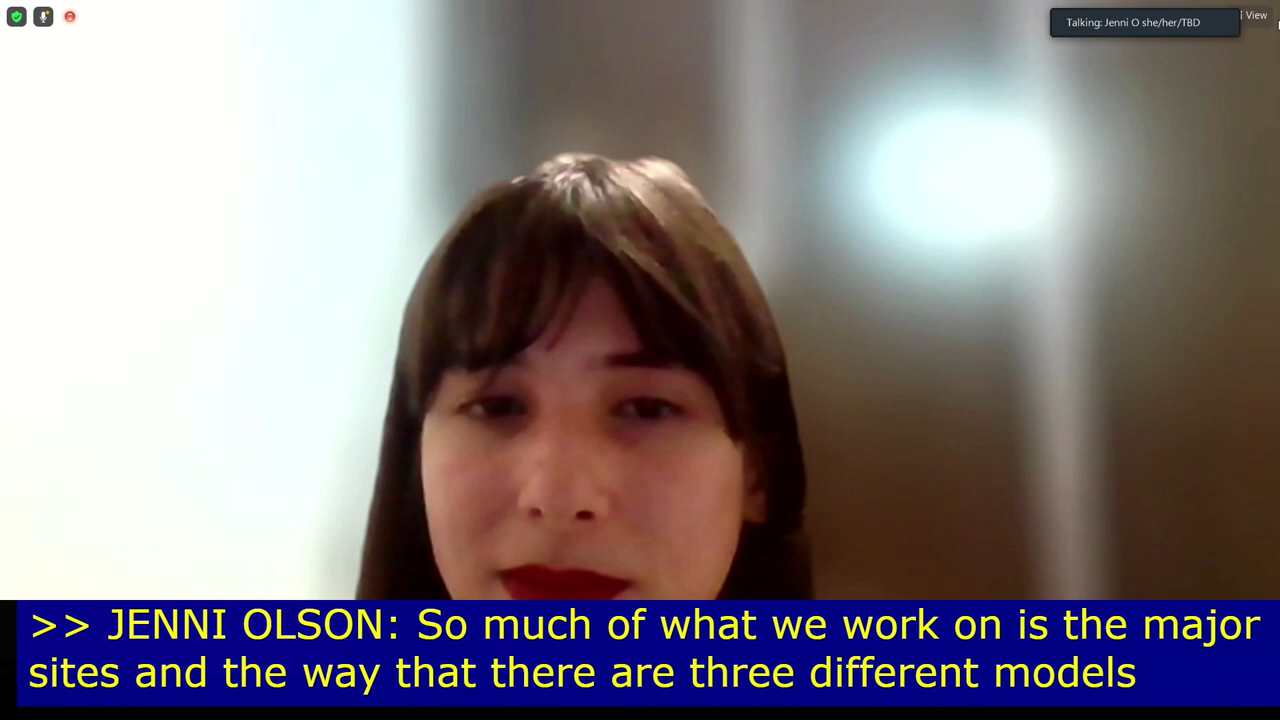 Talking: Jenni O she/her/TBD
View
>> JENNI OLSON: So much of what we work on is the major
sites and the way that there are three different models